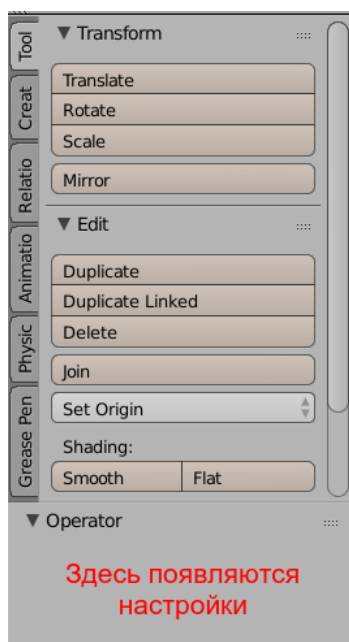 Tool
Creat
Relatio
Animatio
Physic
Grease Pen
Transform
Translate
Rotate
Scale
Mirror
Edit
Duplicate
Duplicate Linked
Delete
Join
Set Origin
Shading:
Smooth Flat
Operator
Здесь появляются
настройки